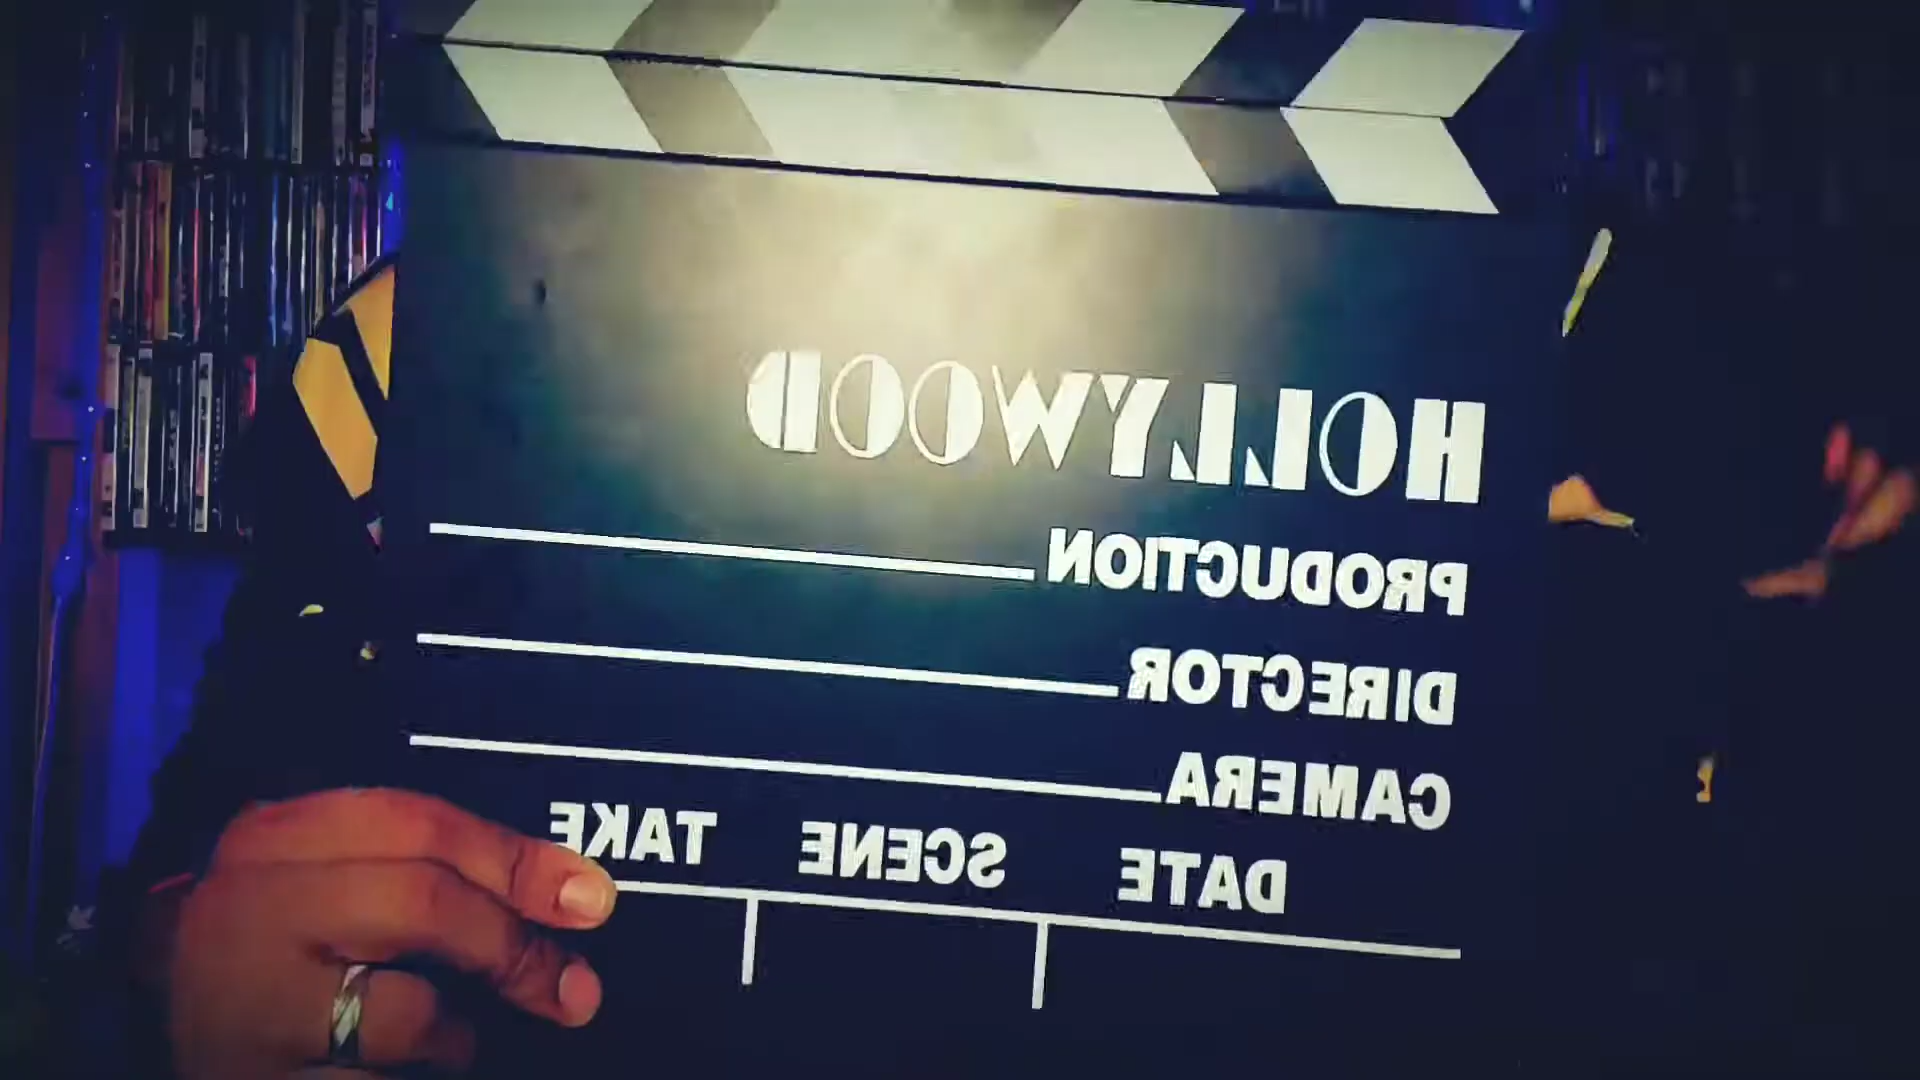 HOLLYWOOD
PRODUCTION
DIRECTOR
CAMERA
DATE SCENE TAKE